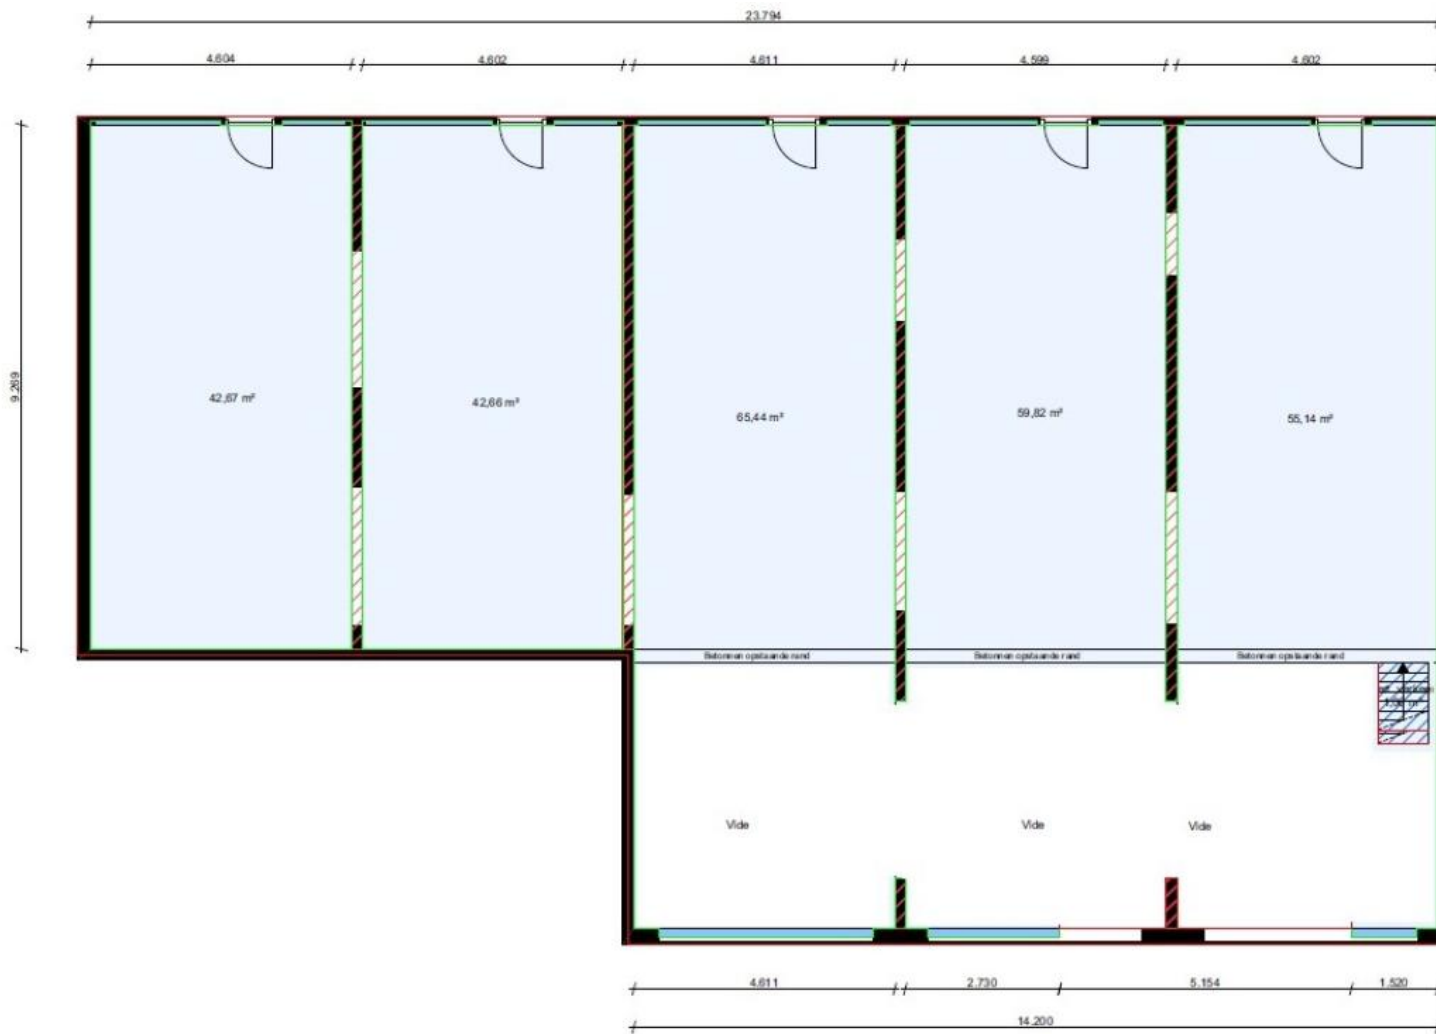 23.794
4.604
4.602
4.611
4.599
4.602
9.269
42,67 m²
42,66 m²
65,44 m²
59,82 m²
55,14 m²
Betonnen opstaande rand
Betonnen opstaande rand
Betonnen opstaande rand
Vide
Vide
Vide
4.611
2.730
5.154
1.520
14.200